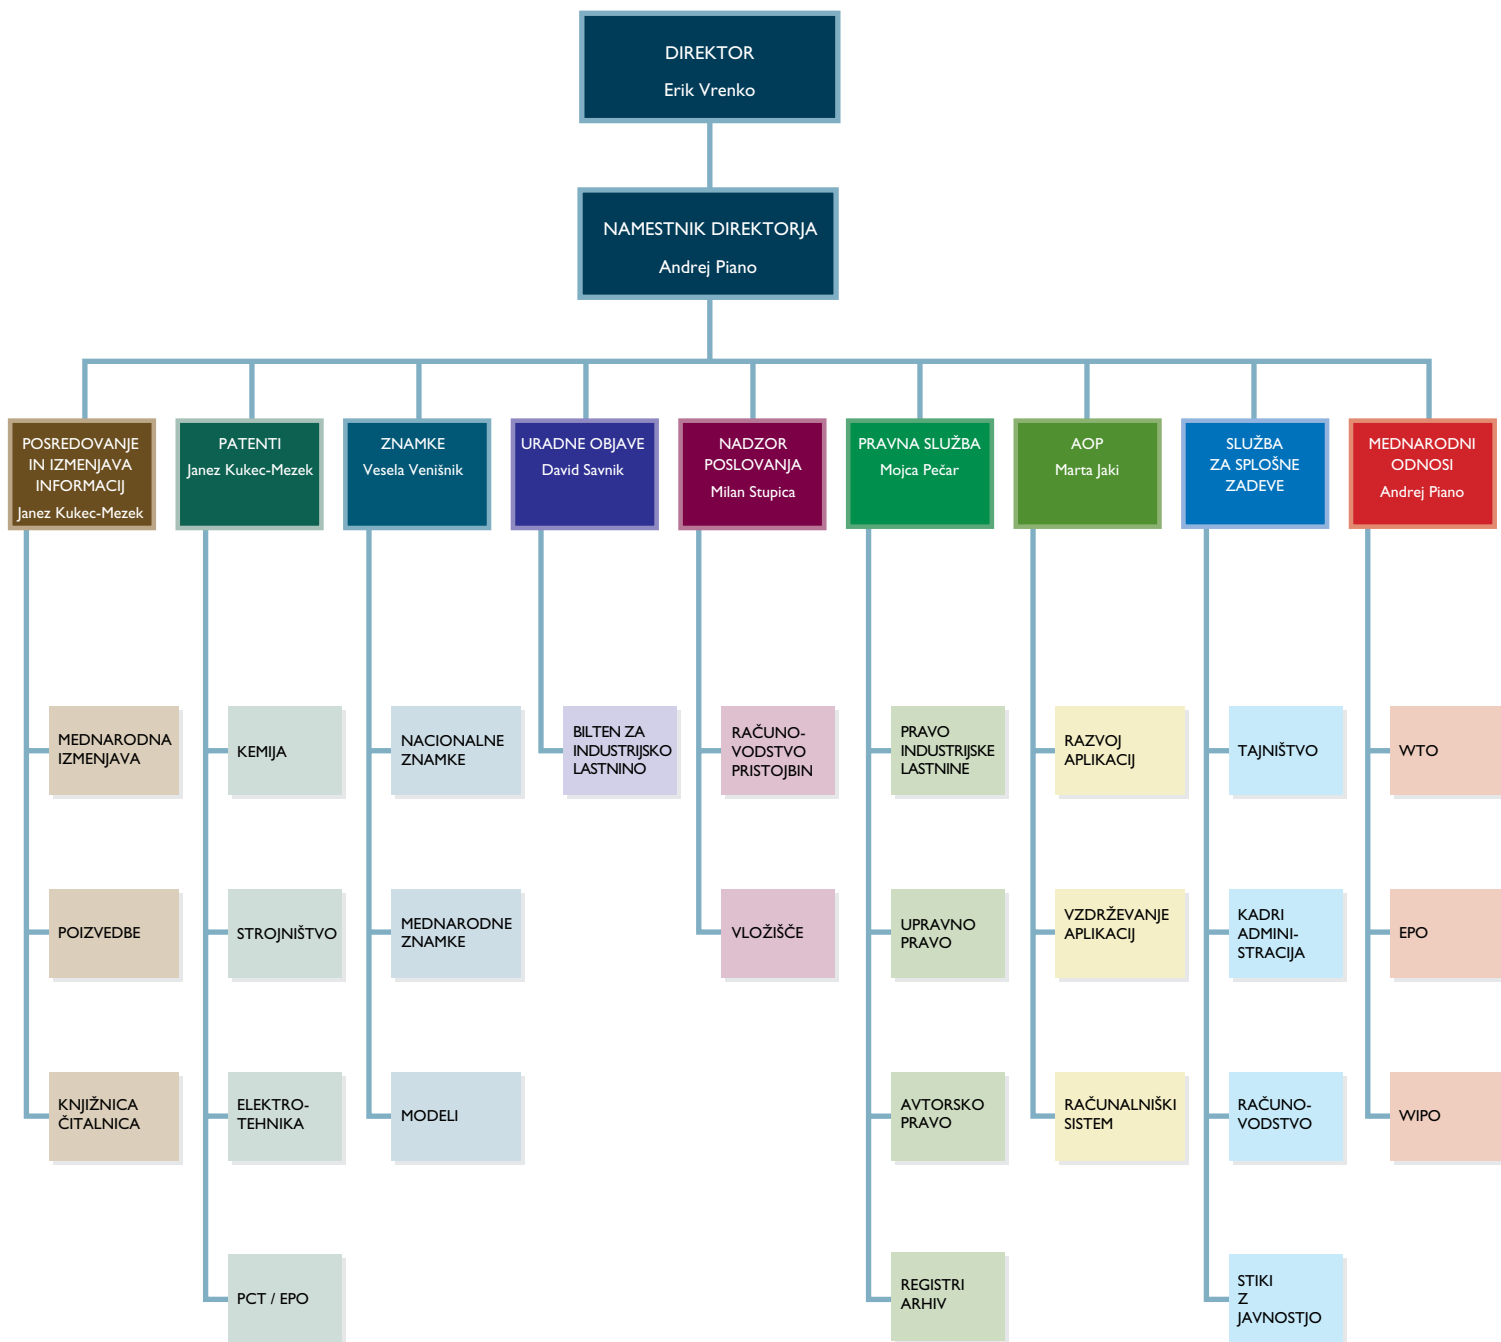 DIREKTOR
Erik Vrenko
NAMESTNIK DIREKTORJA
Andrej Piano
POSREDOVANJE
IN IZMENJAVA
INFORMACIJ
Janez Kukec-Mezek
PATENTI
Janez Kukec-Mezek
ZNAMKE
Vesela Venišnik
URADNE OBJAVE
David Savnik
NADZOR
POSLOVANJA
Milan Stupica
PRAVNA SLUŽBA
Mojca Pečar
AOP
Marta Jaki
SLUŽBA
ZA SPLOŠNE
ZADEVE
MEDNARODNI
ODNOSI
Andrej Piano
MEDNARODNA
IZMENJAVA
KEMIJA
NACIONALNE
ZNAMKE
BILTEN ZA
INDUSTRIJSKO
LASTNINO
RAČUNO-
VODSTVO
PRISTOJBIN
PRAVO
INDUSTRIJSKE
LASTNINE
RAZVOJ
APLIKACIJ
TAJNIŠTVO
WTO
POIZVEDBE
STROJNIŠTVO
MEDNARODNE
ZNAMKE
VLOŽIŠČE
UPRAVNO
PRAVO
VZDRŽEVANJE
APLIKACIJ
KADRI
ADMINI-
STRACIJA
EPO
KNJIŽNICA
ČITALNICA
ELEKTRO-
TEHNIKA
MODELI
AVTORSKO
PRAVO
RAČUNALNIŠKI
SISTEM
RAČUNO-
VODSTVO
WIPO
PCT / EPO
REGISTRI
ARHIV
STIKI
Z
JAVNOSTJO